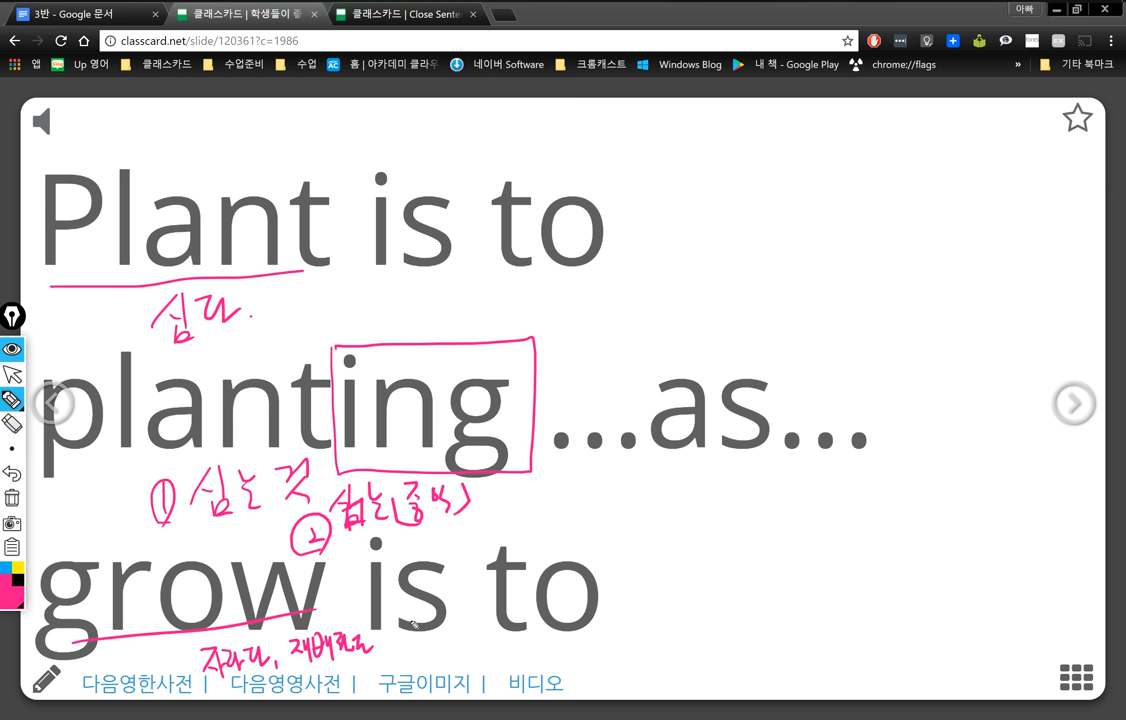 3반 - Google 문서
클래스카드 | 학생들이 즐
클래스카드 | Close Sente
아빠
classcard.net/slide/120361?c=1986
앱 Up 영어 클래스카드 수업준비 수업 AC 홈 | 아카데미 클라우 네이버 Software 크롬캐스트 Windows Blog 내 책 - Google Play chrome://flags » 기타 북마크
Plant is to
심다.
planting ...as...
① 심는 것
② 심는(중인)
grow is to
자라다,
다음영한사전 | 다음영영사전 | 구글이미지 | 비디오